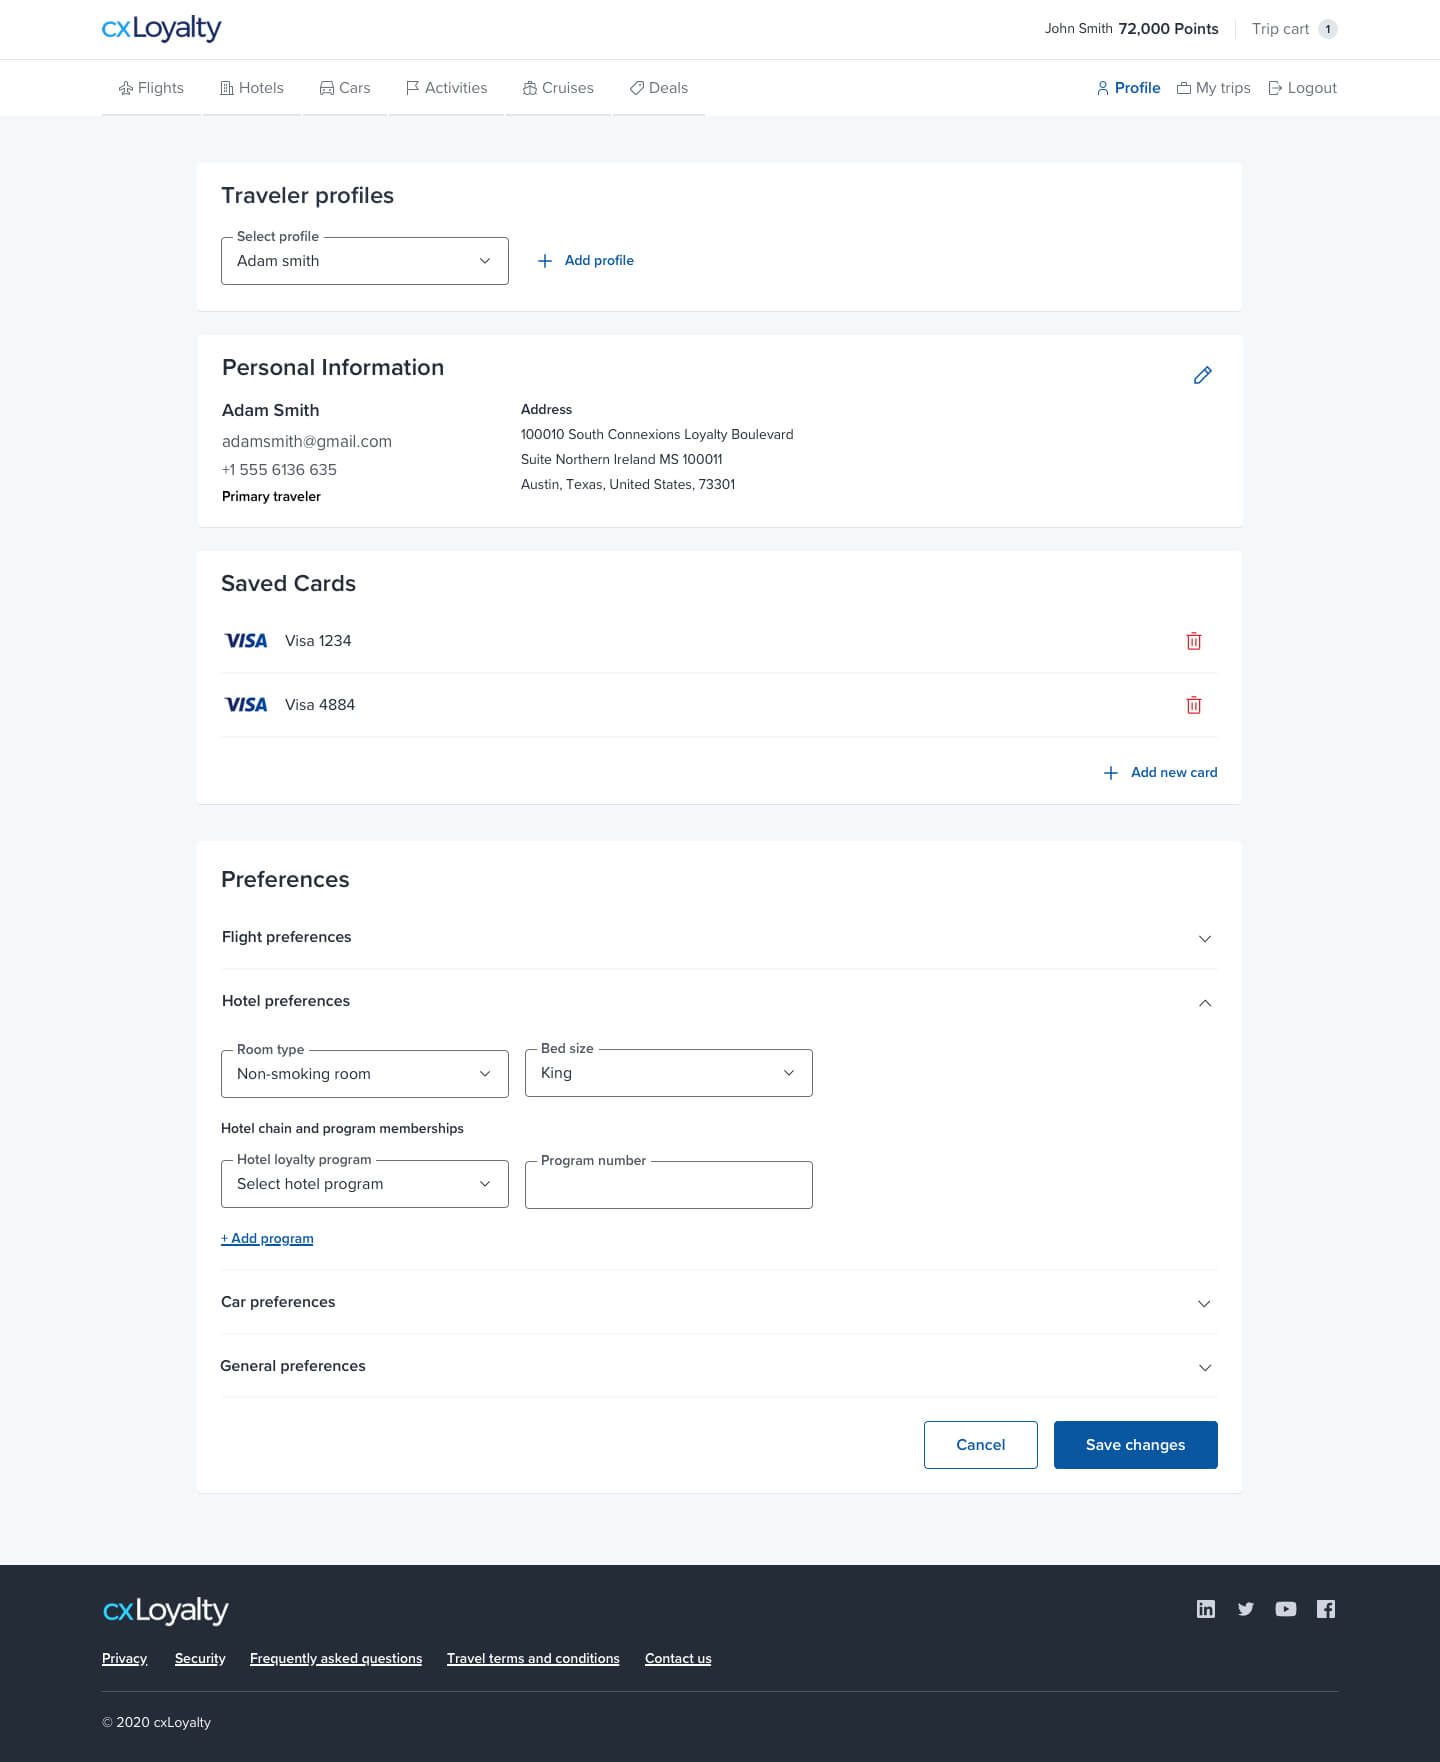 cxLoyalty
John Smith 72,000 Points Trip cart 1
Flights Hotels Cars Activities Cruises Deals Profile My trips Logout
Traveler profiles
Select profile
Adam smith
Add profile
Personal Information
Adam Smith
adamsmith@gmail.com
+1 555 6136 635
Primary traveler
Address
100010 South Connexions Loyalty Boulevard
Suite Northern Ireland MS 100011
Austin, Texas, United States, 73301
Saved Cards
VISA Visa 1234
VISA Visa 4884
Add new card
Preferences
Flight preferences
Hotel preferences
Room type
Non-smoking room
Bed size
King
Hotel chain and program memberships
Hotel loyalty program
Select hotel program
Program number
+ Add program
Car preferences
General preferences
Cancel Save changes
cxLoyalty
in
Privacy Security Frequently asked questions Travel terms and conditions Contact us
© 2020 cxLoyalty